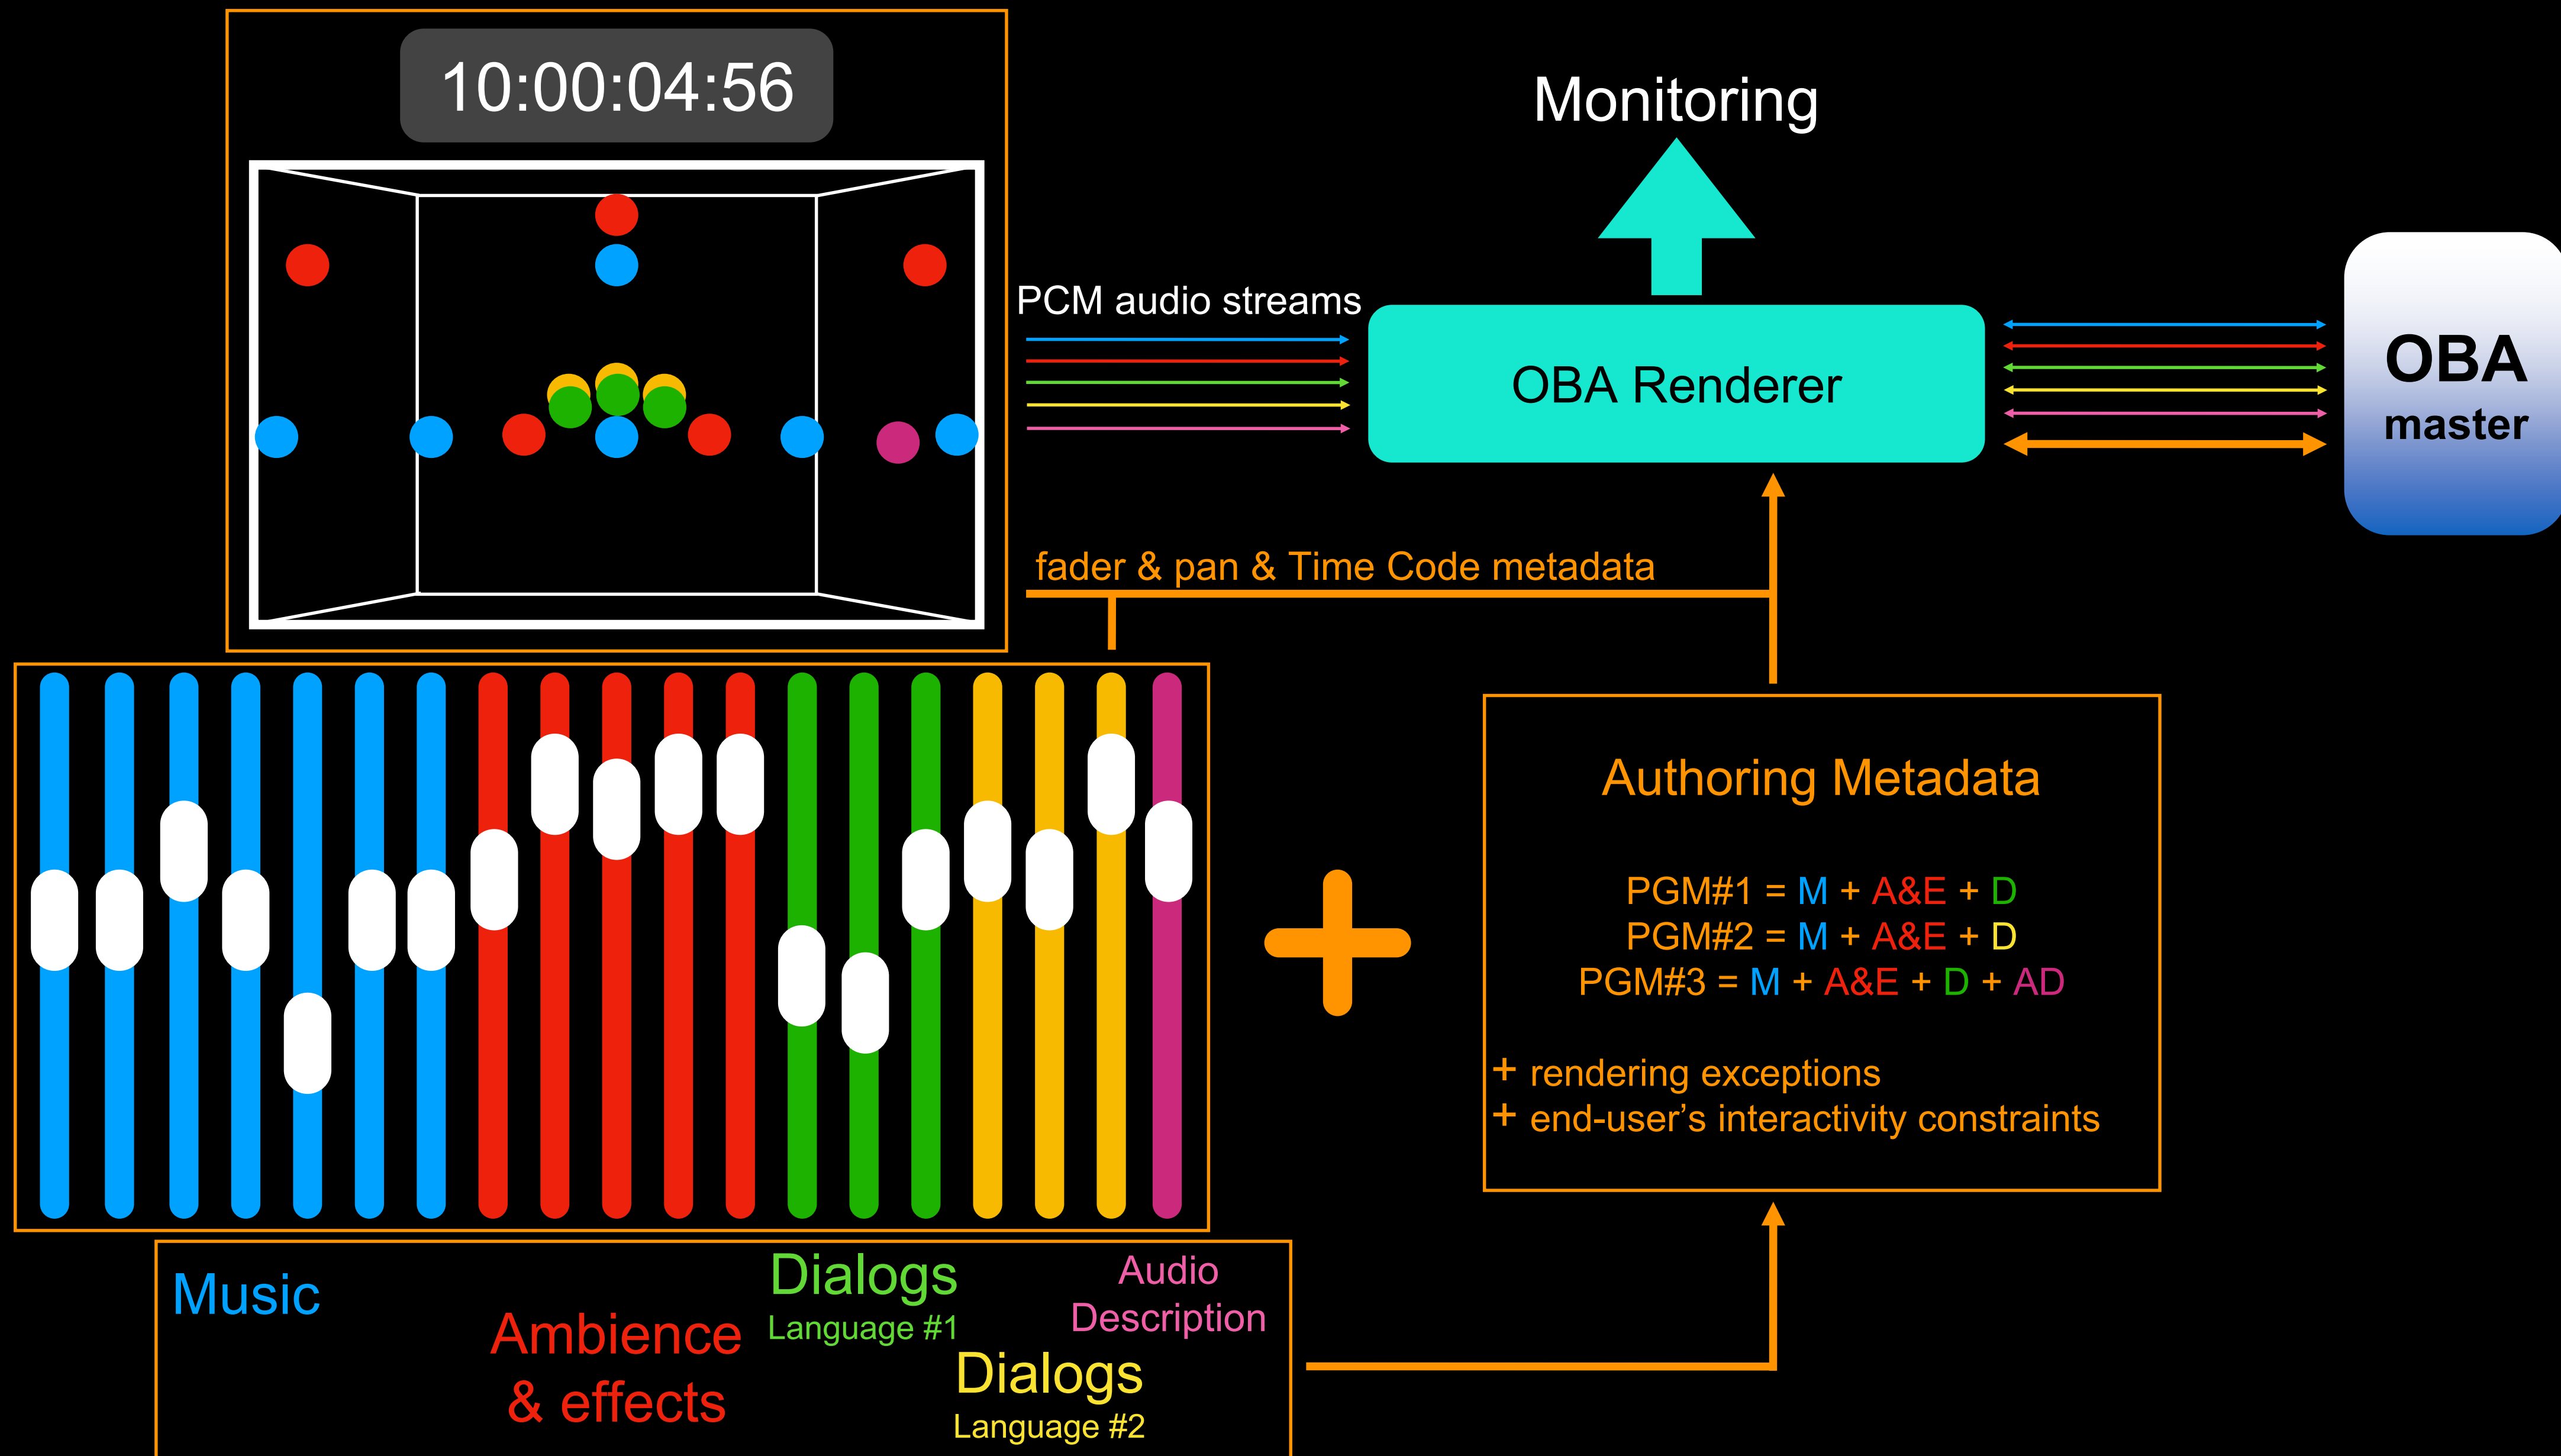 10:00:04:56
Monitoring
PCM audio streams
OBA Renderer
OBA
master
fader & pan & Time Code metadata
Authoring Metadata
PGM#1 = M + A&E + D
PGM#2 = M + A&E + D
PGM#3 = M + A&E + D + AD
+ rendering exceptions
+ end-user’s interactivity constraints
Music
Ambience
& effects
Dialogs
Language #1
Dialogs
Language #2
Audio
Description